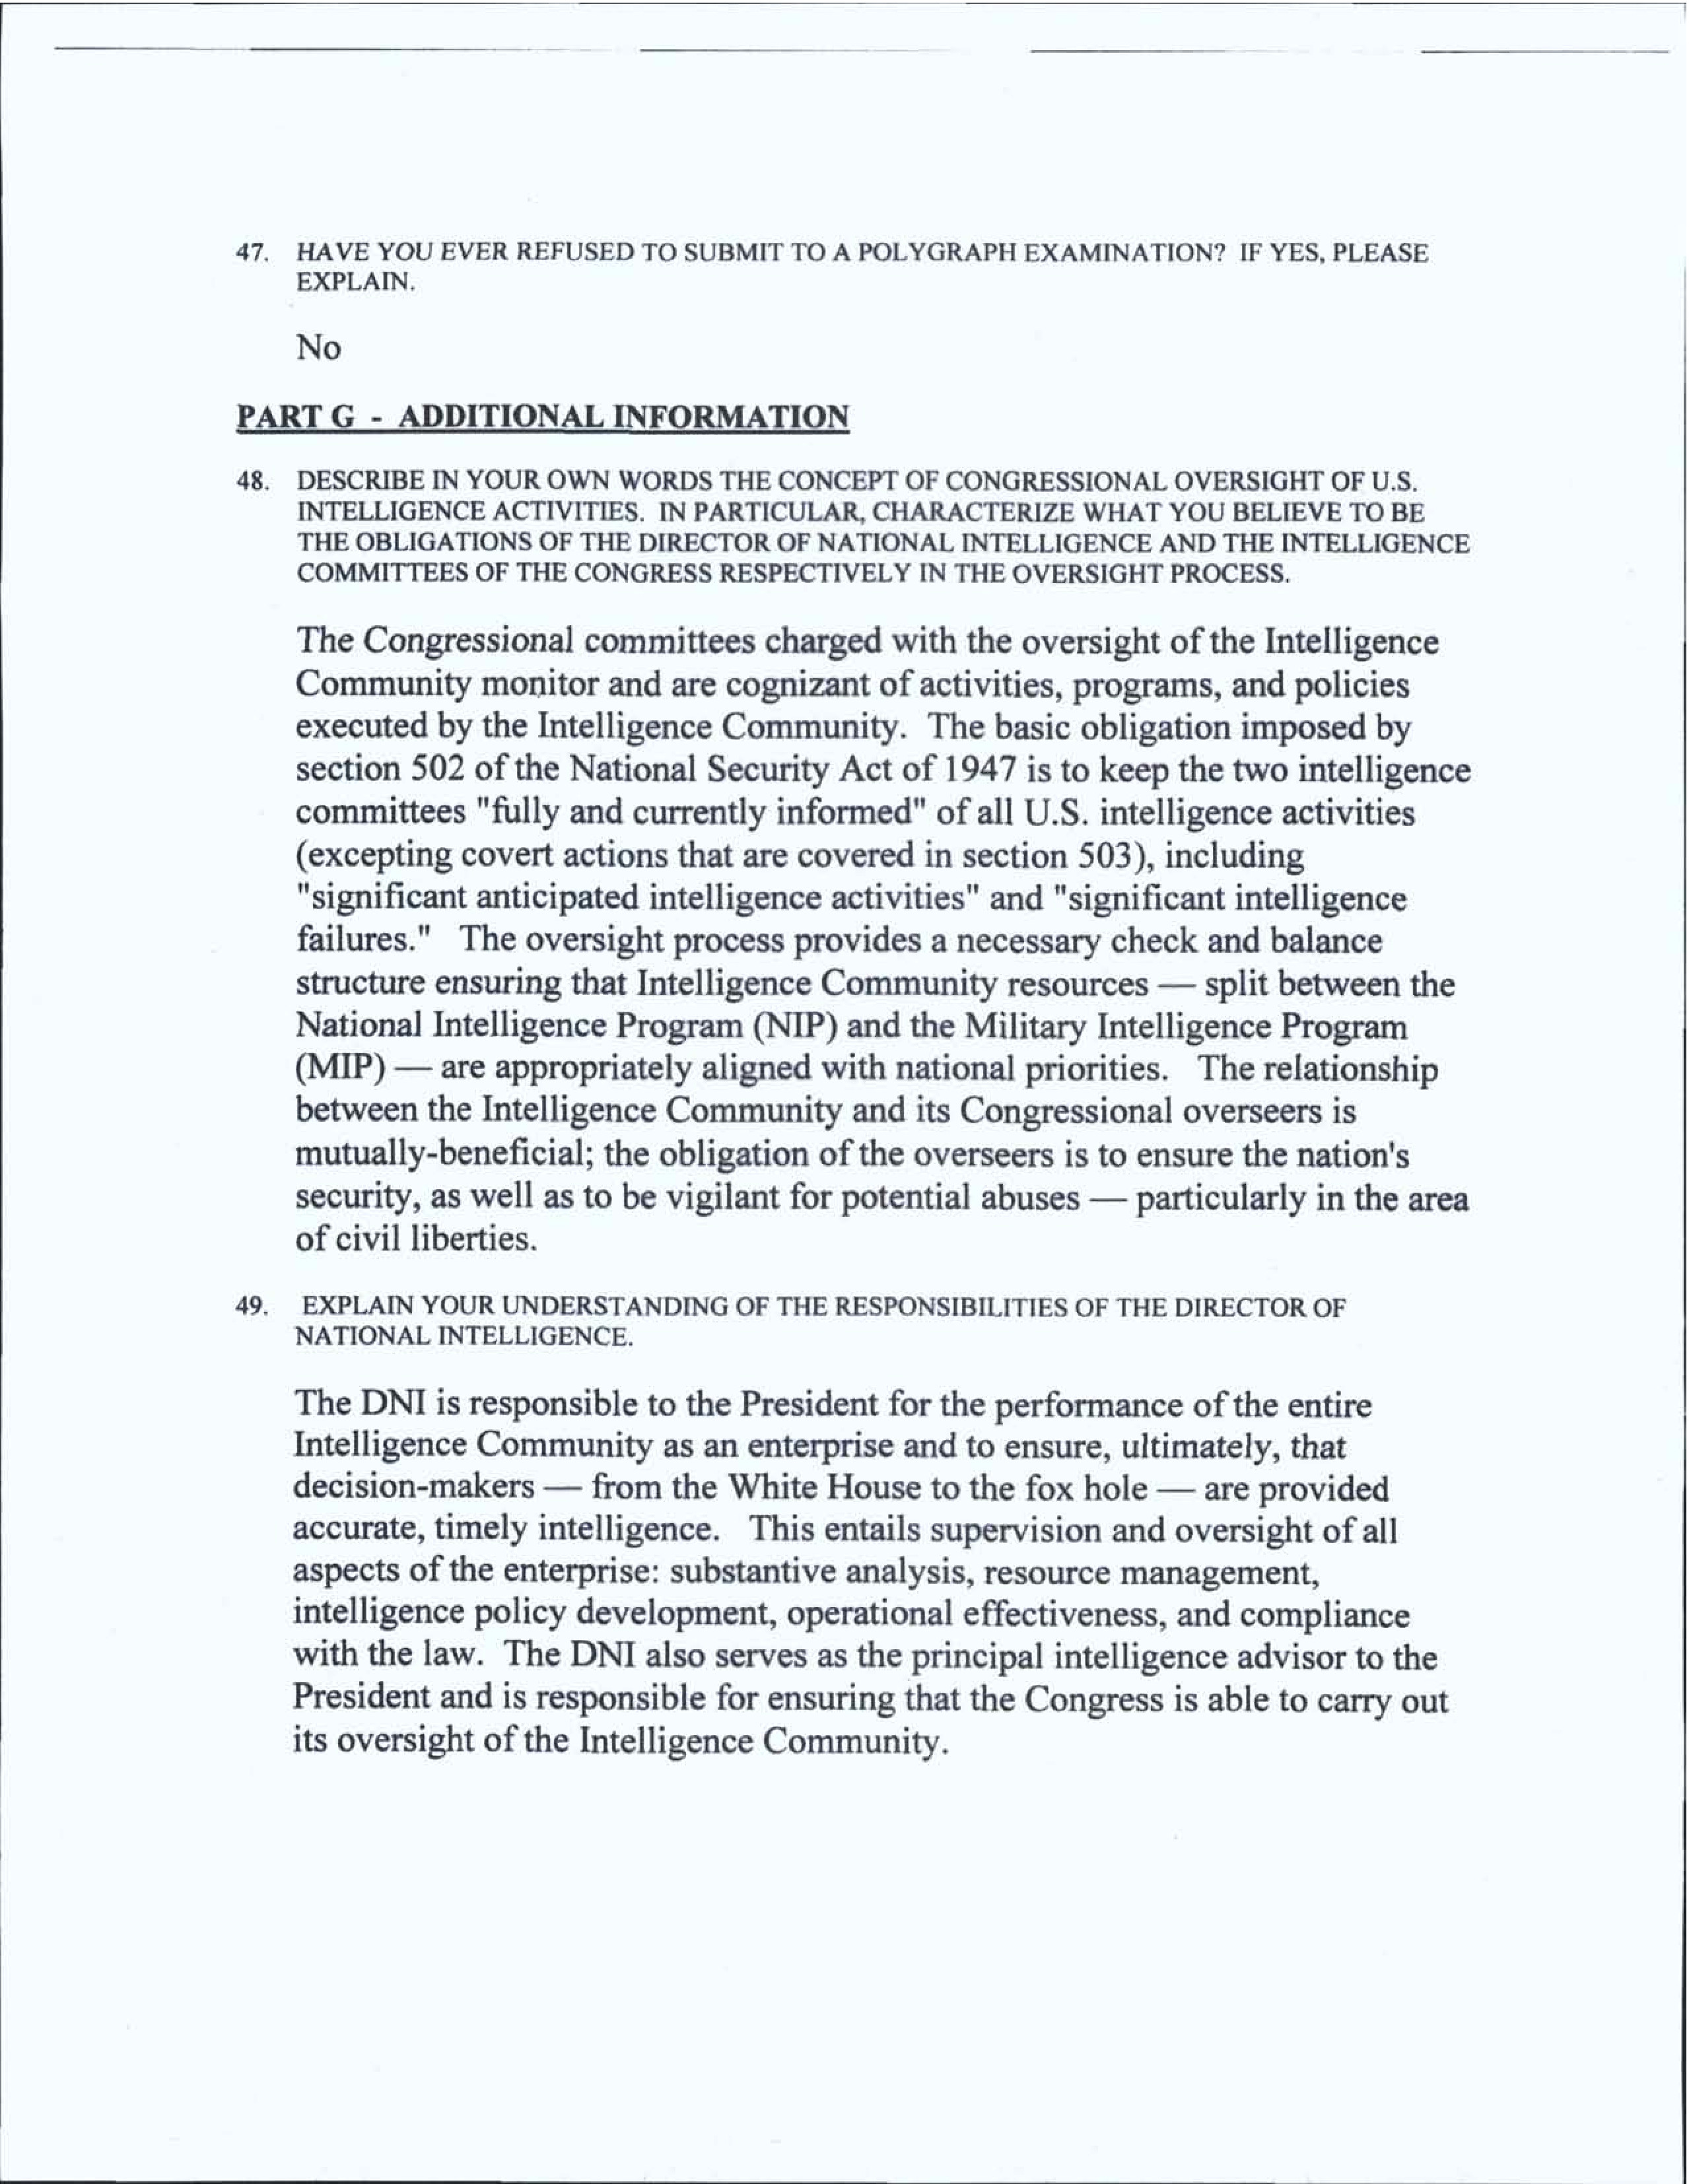 47. HAVE YOU EVER REFUSED TO SUBMIT TO A POLYGRAPH EXAMINATION? IF YES, PLEASE
EXPLAIN.
No
PART G - ADDITIONAL INFORMATION
48. DESCRIBE IN YOUR OWN WORDS THE CONCEPT OF CONGRESSIONAL OVERSIGHT OF U.S.
INTELLIGENCE ACTIVITIES. IN PARTICULAR, CHARACTERIZE WHAT YOU BELIEVE TO BE
THE OBLIGATIONS OF THE DIRECTOR OF NATIONAL INTELLIGENCE AND THE INTELLIGENCE
COMMITTEES OF THE CONGRESS RESPECTIVELY IN THE OVERSIGHT PROCESS.
The Congressional committees charged with the oversight of the Intelligence
Community monitor and are cognizant of activities, programs, and policies
executed by the Intelligence Community. The basic obligation imposed by
section 502 of the National Security Act of 1947 is to keep the two intelligence
committees "fully and currently informed" of all U.S. intelligence activities
(excepting covert actions that are covered in section 503), including
"significant anticipated intelligence activities" and "significant intelligence
failures." The oversight process provides a necessary check and balance
structure ensuring that Intelligence Community resources — split between the
National Intelligence Program (NIP) and the Military Intelligence Program
(MIP) — are appropriately aligned with national priorities. The relationship
between the Intelligence Community and its Congressional overseers is
mutually-beneficial; the obligation of the overseers is to ensure the nation's
security, as well as to be vigilant for potential abuses — particularly in the area
of civil liberties.
49. EXPLAIN YOUR UNDERSTANDING OF THE RESPONSIBILITIES OF THE DIRECTOR OF
NATIONAL INTELLIGENCE.
The DNI is responsible to the President for the performance of the entire
Intelligence Community as an enterprise and to ensure, ultimately, that
decision-makers — from the White House to the fox hole — are provided
accurate, timely intelligence. This entails supervision and oversight of all
aspects of the enterprise: substantive analysis, resource management,
intelligence policy development, operational effectiveness, and compliance
with the law. The DNI also serves as the principal intelligence advisor to the
President and is responsible for ensuring that the Congress is able to carry out
its oversight of the Intelligence Community.